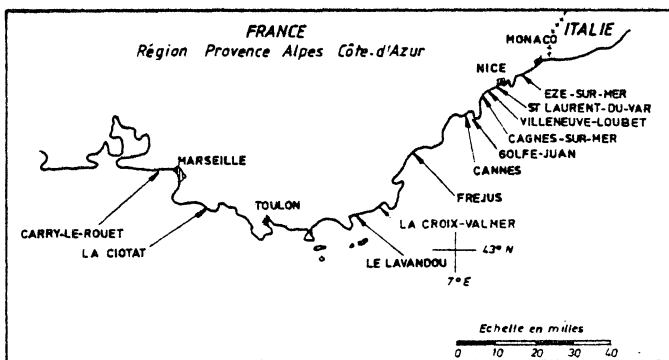 FRANCE
Région Provence Alpes Côte-d'Azur
ITALIE
MONACO
NICE
EZE-SUR-MER
ST LAURENT-DU-VAR
VILLENEUVE-LOUBET
CAGNES-SUR-MER
GOLFE-JUAN
CANNES
FREJUS
MARSEILLE
TOULON
LA CROIX-VALMER
CARRY-LE-ROUET
LA CIOTAT
LE LAVANDOU
43° N
7° E
Echelle en milles
0 10 20 30 40